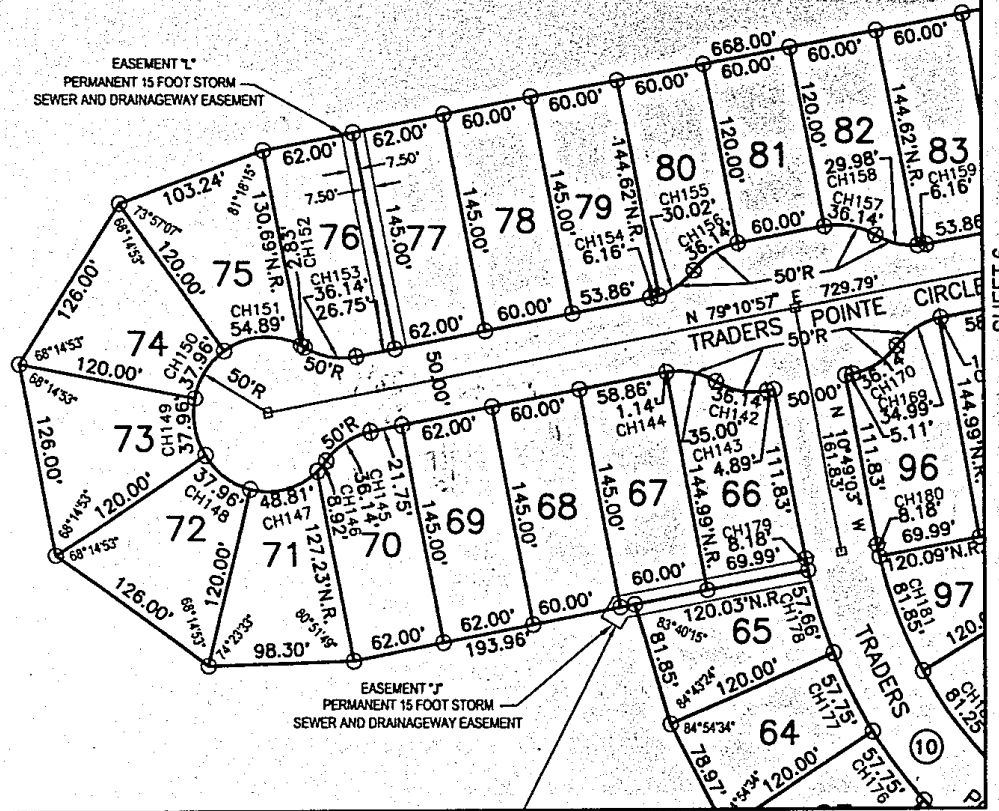 EASEMENT "L"
PERMANENT 15 FOOT STORM
SEWER AND DRAINAGEWAY EASEMENT
668.00'
60.00'
60.00'
60.00'
60.00'
60.00'
60.00'
62.00'
62.00'
103.24'
7.50'
7.50'
81°18'15"
130.69'N.R.
2.83
CH152
73°57'07"
68°14'53"
120.00'
126.00'
75
76
77
78
79
80
81
82
83
145.00'
145.00'
145.00'
144.62'N.R.
120.00'
120.00'
144.62'N.R.
CH153
36.14'
26.75'
CH151
54.89'
CH154
6.16'
CH155
30.02'
CH156
36.14'
60.00'
29.98'
CH158
CH157
36.14'
CH159
6.16'
53.86'
53.86
50'R
50'R
62.00'
60.00'
N 79°10'57" E
729.79'
TRADERS POINTE CIRCLE
50.00'
74
CH150
37.96'
50'R
68°14'53"
120.00'
68°14'53"
CH149
37.96'
73
126.00'
120.00'
68°14'53"
68°14'53"
37.96'
CH148
72
48.81'
CH147
126.00'
120.00'
68°14'53"
74°23'33"
71
98.30'
127.23'N.R.
80°51'49"
8.92'
CH146
36.14'
CH145
50'R
21.75'
70
69
68
67
66
145.00'
145.00'
145.00'
62.00'
60.00'
58.86'
1.14'
CH144
50'R
50'R
36.14'
CH142
35.00'
CH143
4.89'
144.99'N.R.
111.83'
50.00'
N 10°49'03" W
161.83'
36.14'
CH170
CH169
44.99'
5.11'
144.99'N.R.
111.83'
96
CH180
8.18'
69.99'
120.09'N.R.
97
81.85'
CH181
81.25'
CH179
8.18'
69.99'
60.00'
62.00'
62.00'
193.96'
120.03'N.R.
83°40'15"
65
57.66'
CH178
81.85'
84°43'24"
120.00'
84°54'34"
64
57.75'
CH177
78.97'
120.00'
57.75'
CH176
TRADERS
10
EASEMENT "J"
PERMANENT 15 FOOT STORM
SEWER AND DRAINAGEWAY EASEMENT